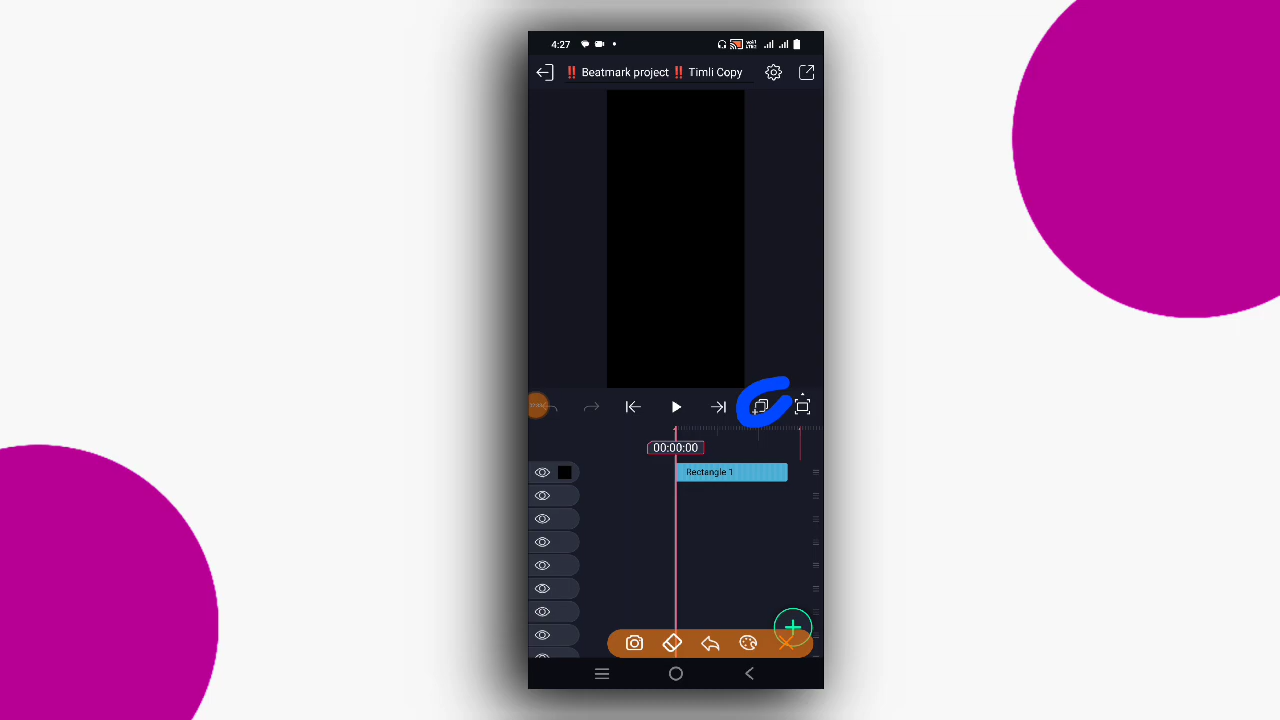 4:27
‼ Beatmark project ‼ Timli Copy
00:00:00
Rectangle 1